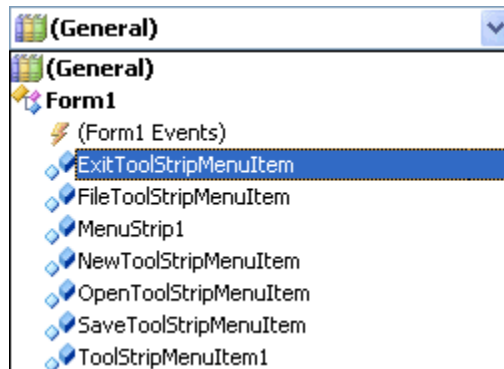 (General)
(General)
Form1
(Form1 Events)
ExitToolStripMenuItem
FileToolStripMenuItem
MenuStrip1
NewToolStripMenuItem
OpenToolStripMenuItem
SaveToolStripMenuItem
ToolStripMenuItem1